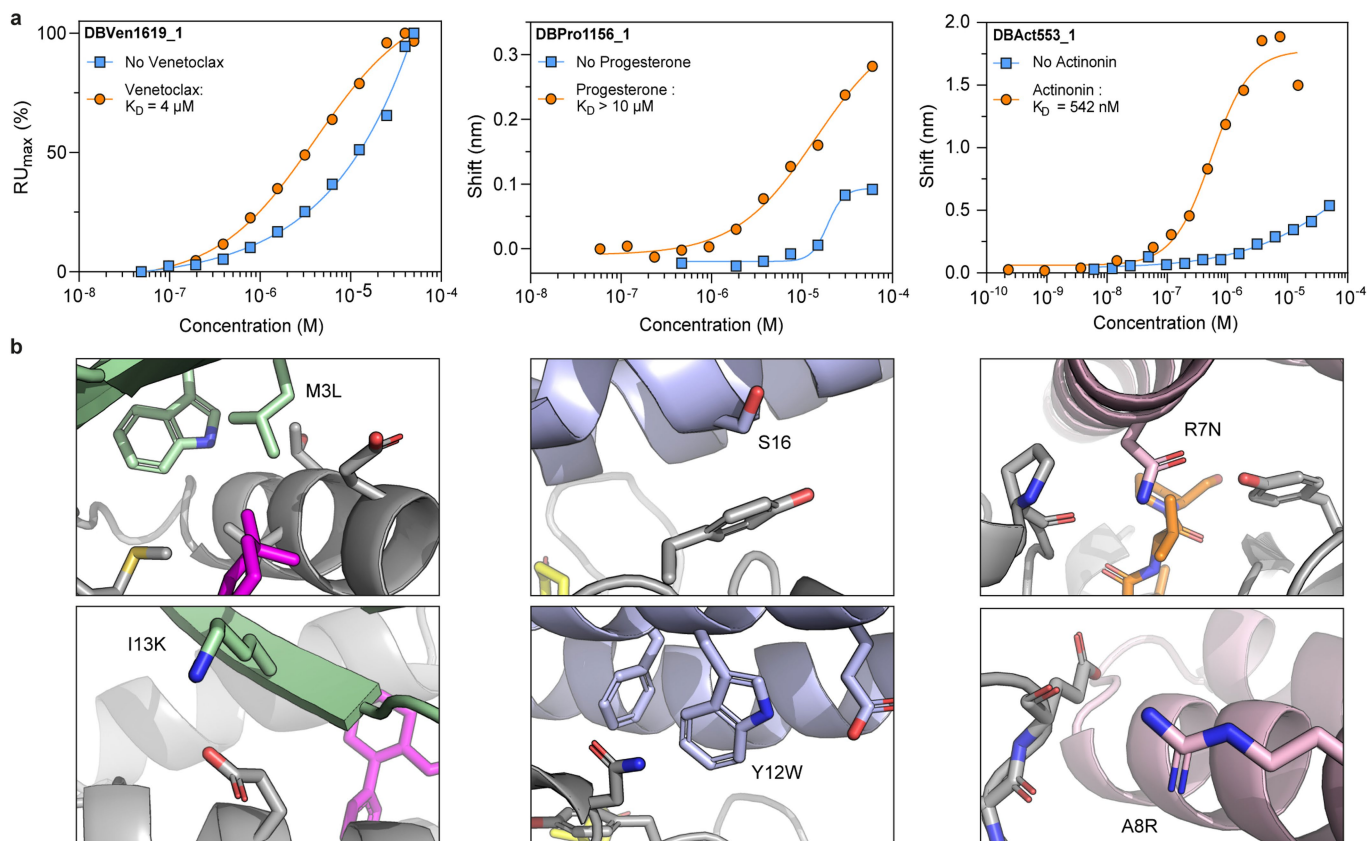 a
DBVen1619_1
No Venetoclax
Venetoclax:
K_D = 4 µM
RU_max (%)
100
50
0
10^-8
10^-7
10^-6
10^-5
10^-4
Concentration (M)
DBPro1156_1
No Progesterone
Progesterone :
K_D > 10 µM
Shift (nm)
0.3
0.2
0.1
0.0
10^-7
10^-6
10^-5
10^-4
Concentration (M)
DBAct553_1
No Actinonin
Actinonin :
K_D = 542 nM
Shift (nm)
2.0
1.5
1.0
0.5
0.0
10^-10
10^-9
10^-8
10^-7
10^-6
10^-5
10^-4
Concentration (M)
b
M3L
S16
R7N
I13K
Y12W
A8R